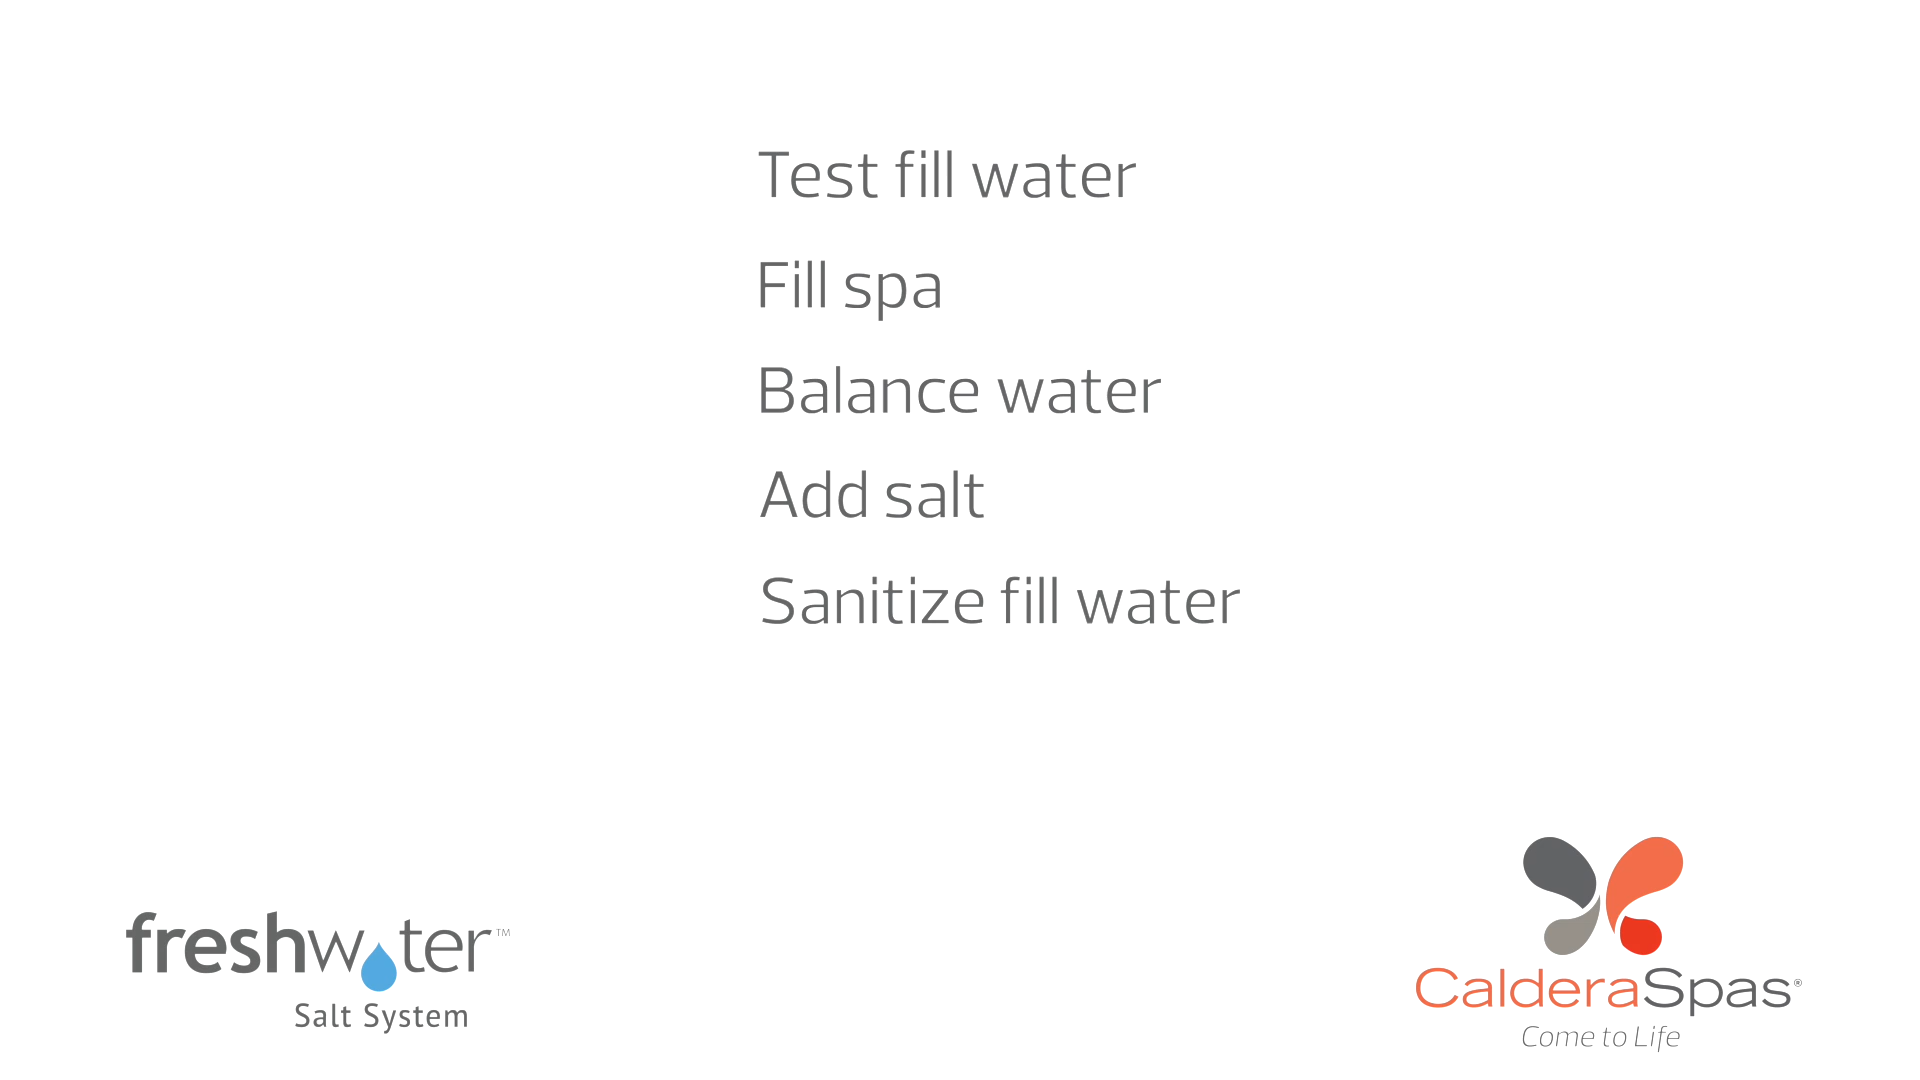 Test fill water
Fill spa
Balance water
Add salt
Sanitize fill water
freshwater™
Salt System
CalderaSpas®
Come to Life